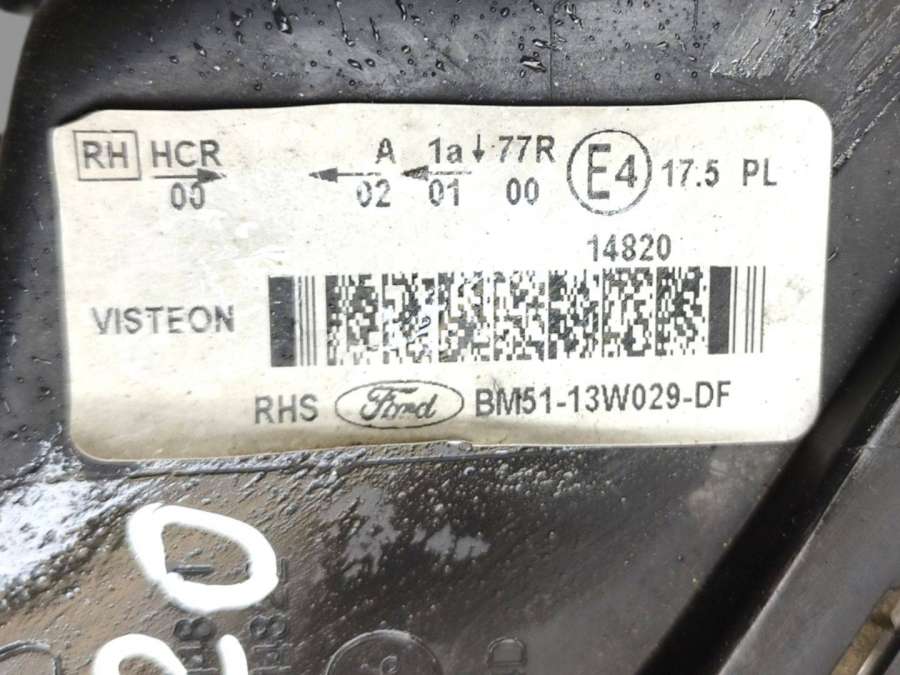 RH HCR A 1a 77R E4 17.5 PL
00 02 01 00
14820
VISTEON
RHS Ford BM51-13W029-DF
20